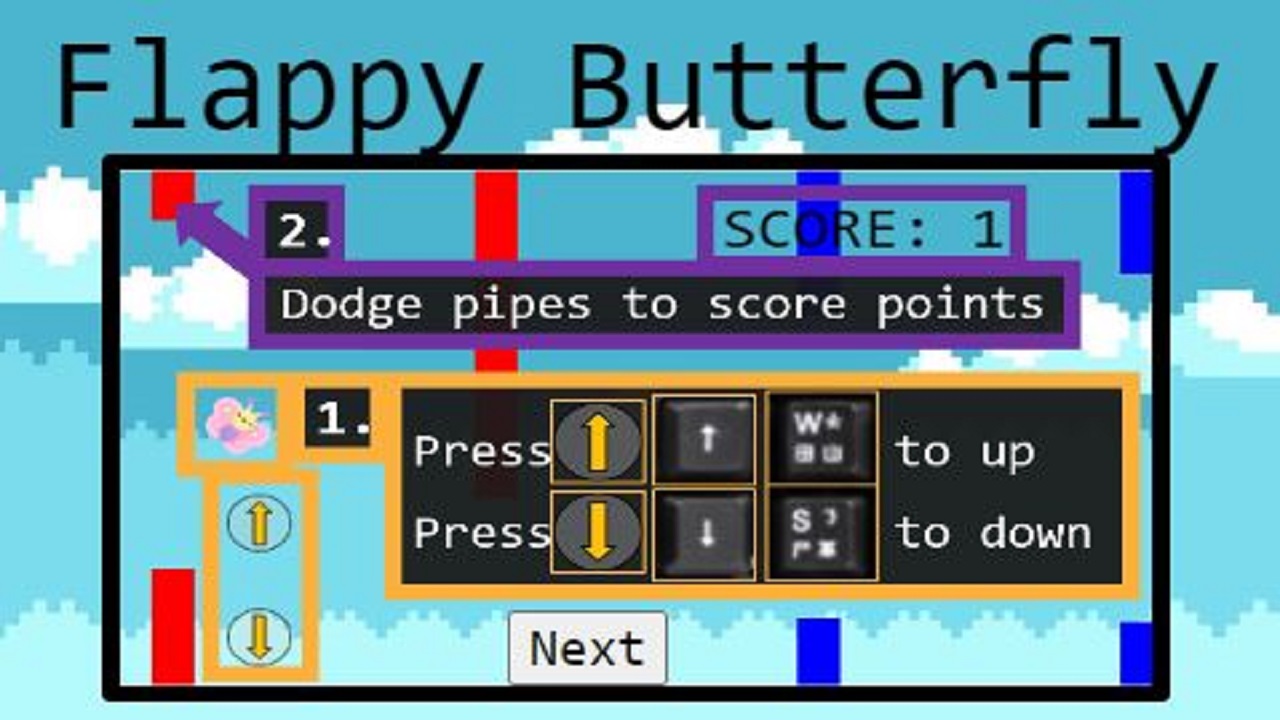 Flappy Butterfly
2.
SCORE: 1
Dodge pipes to score points
1.
Press ↑ W to up
Press ↓ S to down
Next